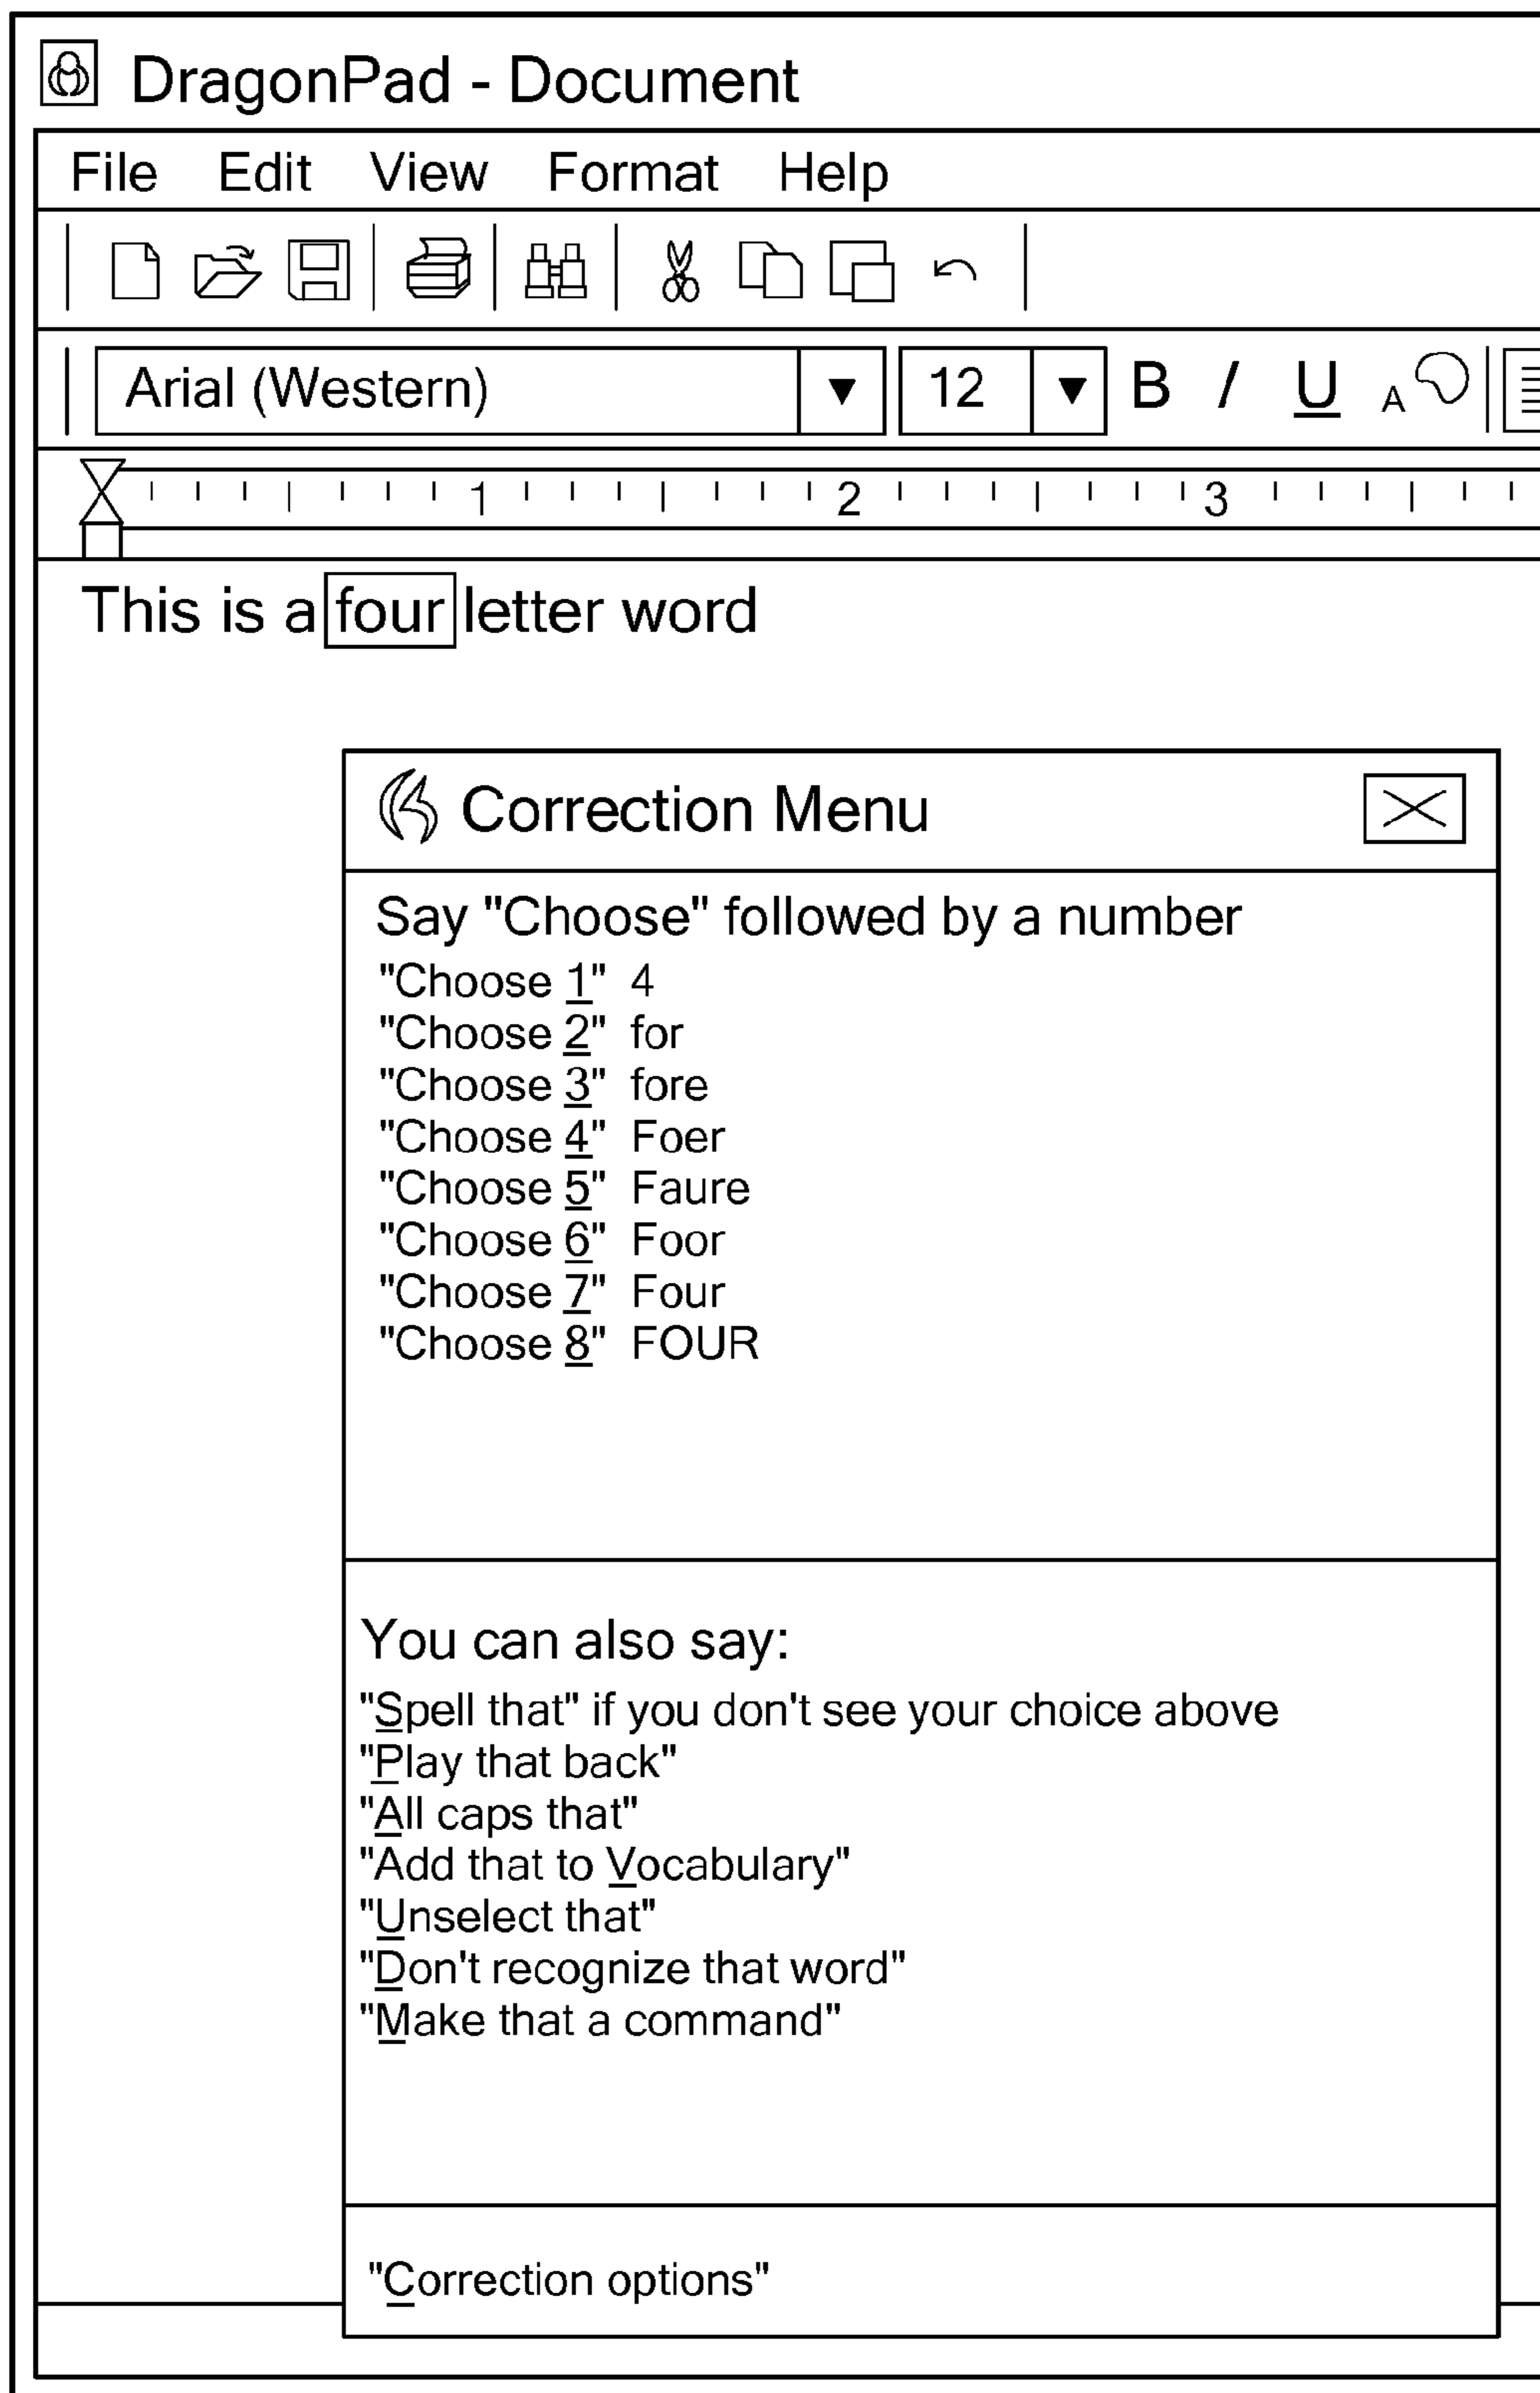 DragonPad - Document
File Edit View Format Help
Arial (Western) ▼ 12 ▼ B I U A
1 2 3
This is a four letter word
Correction Menu
Say "Choose" followed by a number
"Choose 1" 4
"Choose 2" for
"Choose 3" fore
"Choose 4" Foer
"Choose 5" Faure
"Choose 6" Foor
"Choose 7" Four
"Choose 8" FOUR
You can also say:
"Spell that" if you don't see your choice above
"Play that back"
"All caps that"
"Add that to Vocabulary"
"Unselect that"
"Don't recognize that word"
"Make that a command"
"Correction options"